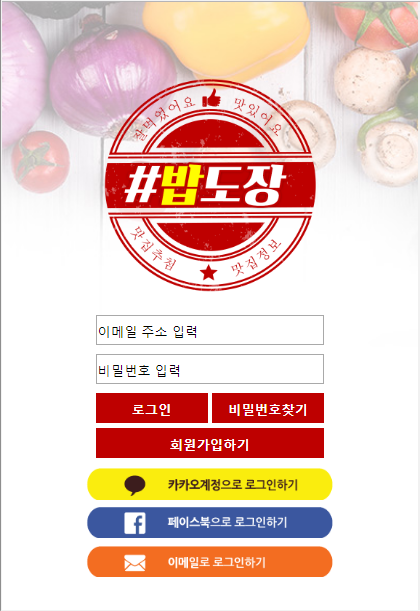 잘먹었어요 맛있어요
#밥도장
맛집추천 맛집정보
이메일 주소 입력
비밀번호 입력
로그인 비밀번호찾기
회원가입하기
카카오계정으로 로그인하기
페이스북으로 로그인하기
이메일로 로그인하기